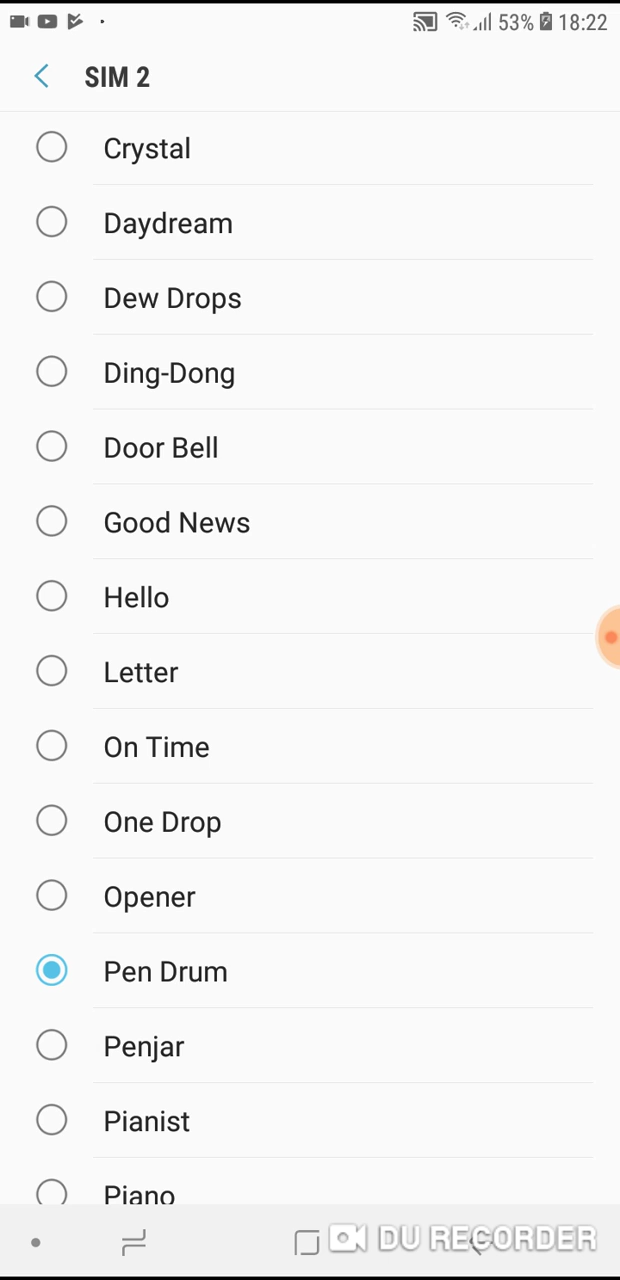 53% 18:22
SIM 2
Crystal
Daydream
Dew Drops
Ding-Dong
Door Bell
Good News
Hello
Letter
On Time
One Drop
Opener
Pen Drum
Penjar
Pianist
Piano
DU RECORDER